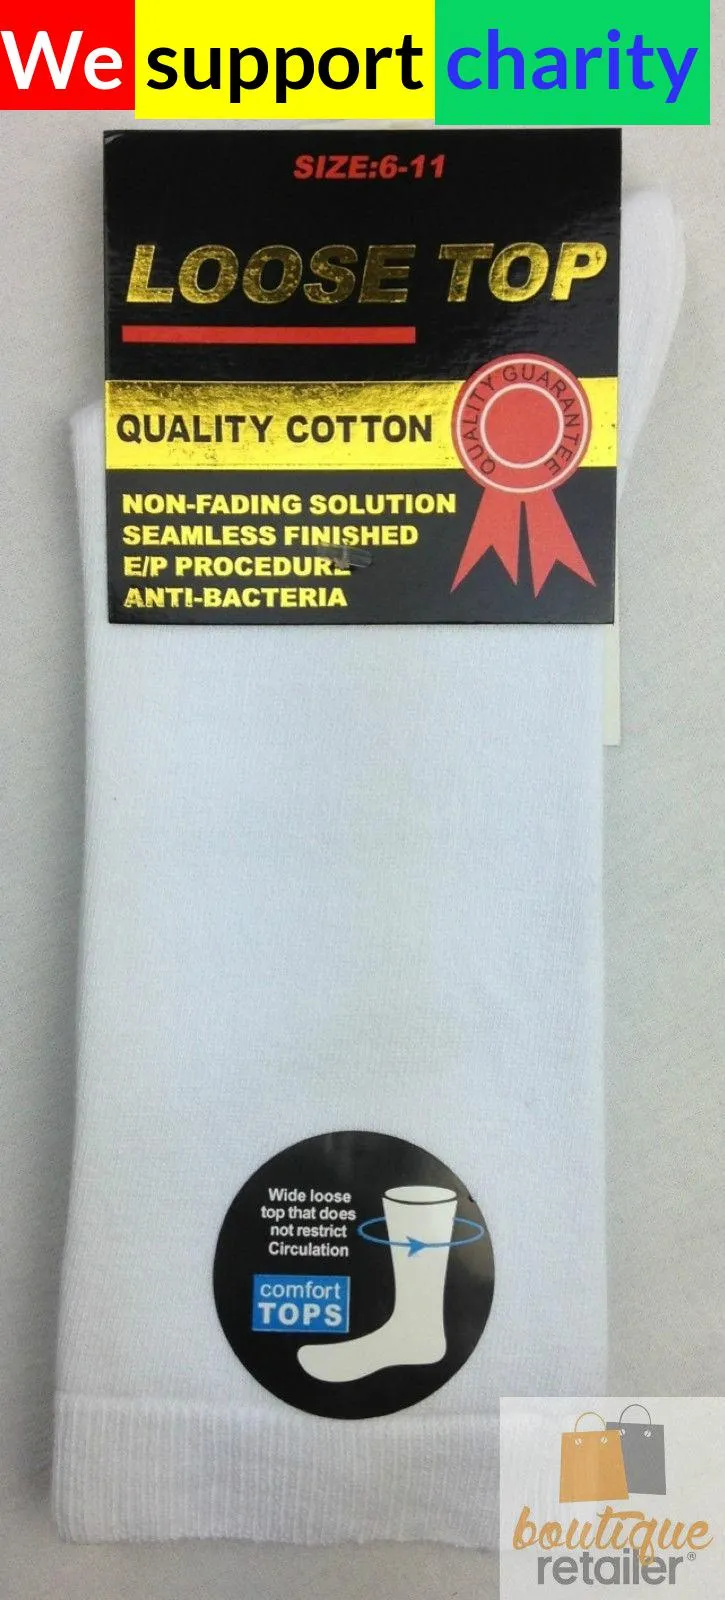 We support charity
SIZE:6-11
LOOSE TOP
QUALITY COTTON
QUALITY GUARANTEE
NON-FADING SOLUTION
SEAMLESS FINISHED
E/P PROCEDURE
ANTI-BACTERIA
Wide loose
top that does
not restrict
Circulation
comfort
TOPS
boutique
retailer®